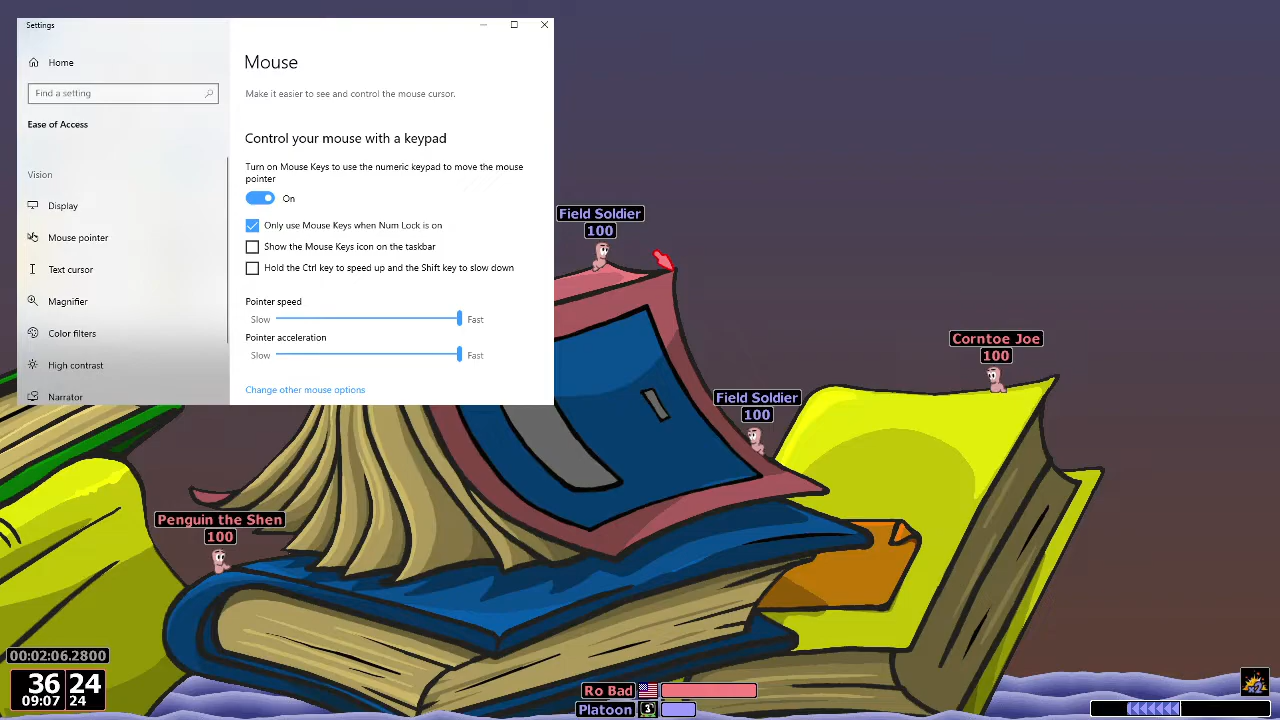 Settings
Home
Find a setting
Ease of Access
Vision
Display
Mouse pointer
Text cursor
Magnifier
Color filters
High contrast
Narrator
Mouse
Make it easier to see and control the mouse cursor.
Control your mouse with a keypad
Turn on Mouse Keys to use the numeric keypad to move the mouse
pointer
On
Only use Mouse Keys when Num Lock is on
Show the Mouse Keys icon on the taskbar
Hold the Ctrl key to speed up and the Shift key to slow down
Pointer speed
Slow Fast
Pointer acceleration
Slow Fast
Change other mouse options
Field Soldier
100
Corntoe Joe
100
Field Soldier
100
Penguin the Shen
100
00:02:06.2800
36 24
09:07 24
Ro Bad
Platoon
x2